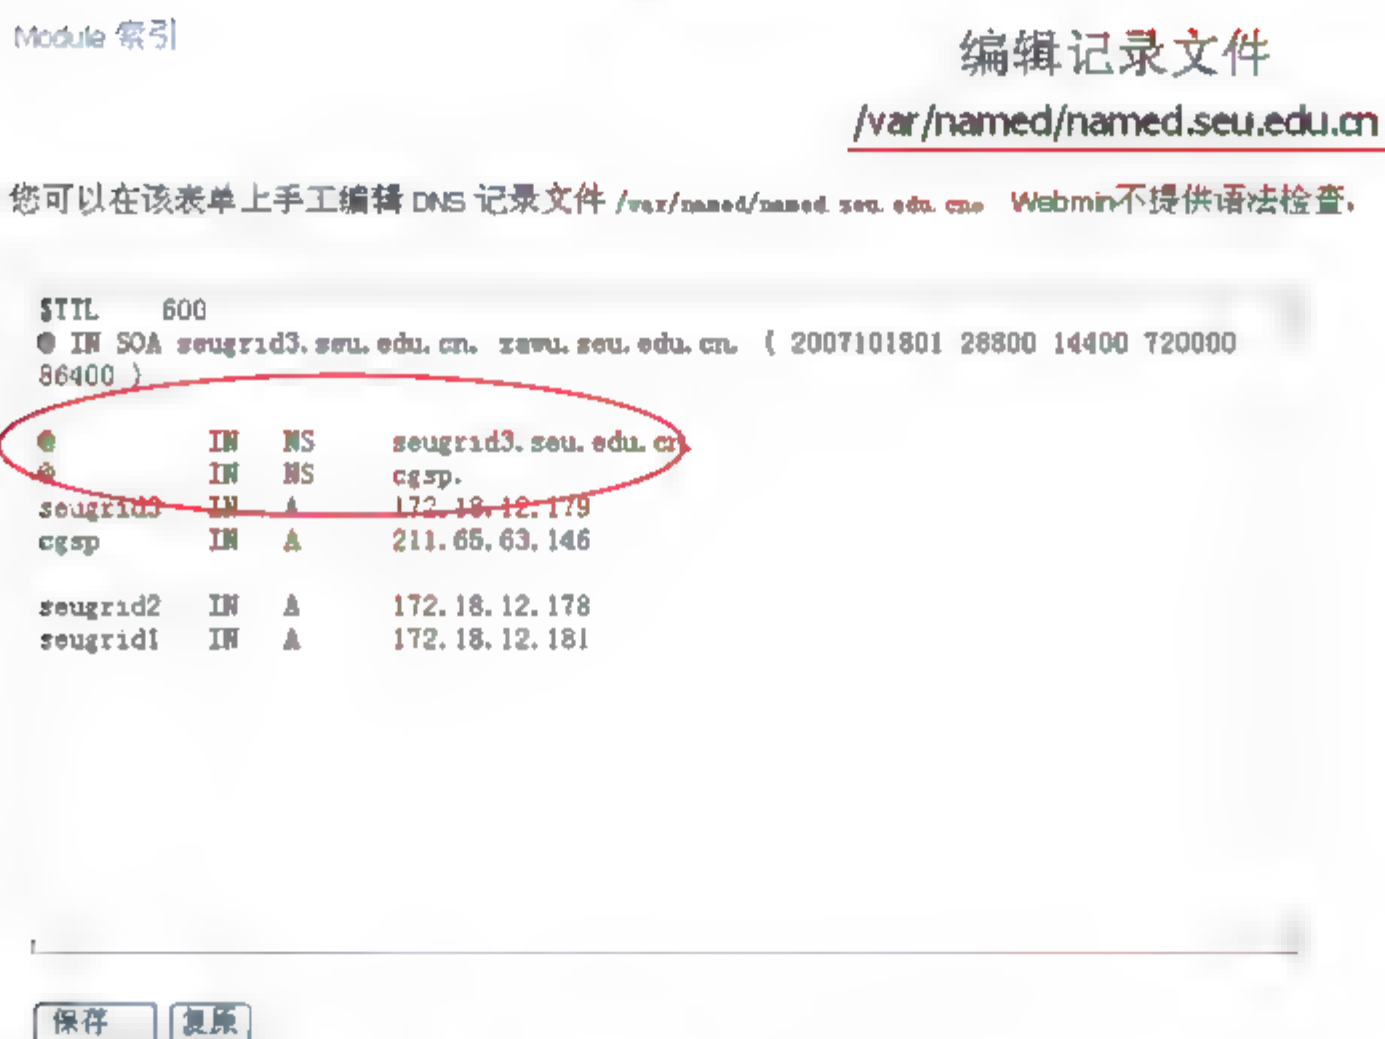 Module 索引
编辑记录文件
/var/named/named.seu.edu.cn
您可以在该表单上手工编辑 DNS 记录文件 /var/named/named.seu.edu.cn。 Webmin不提供语法检查.
$TTL 600
@ IN SOA seugrid3.seu.edu.cn. ( 2007101801 28800 14400 720000
86400 )
@ IN NS seugrid3.seu.edu.cn.
@ IN NS cgsp.
seugrid3 IN A 172.18.12.179
cgsp IN A 211.65.63.146
seugrid2 IN A 172.18.12.178
seugrid1 IN A 172.18.12.181
保存 复原